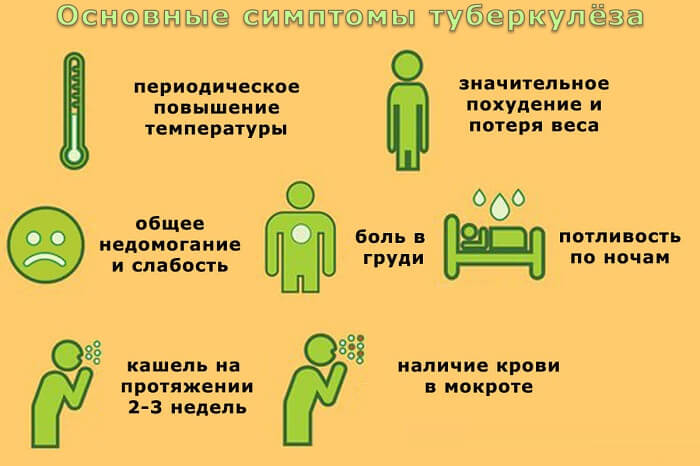 Основные симптомы туберкулёза
периодическое
повышение
температуры
значительное
похудение и
потеря веса
общее
недомогание
и слабость
боль в
груди
потливость
по ночам
кашель на
протяжении
2-3 недель
наличие крови
в мокроте